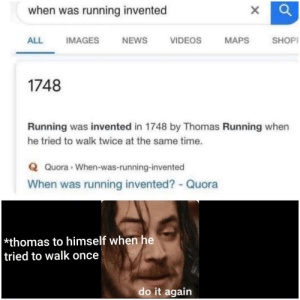 when was running invented
ALL IMAGES NEWS VIDEOS MAPS SHOP
1748
Running was invented in 1748 by Thomas Running when
he tried to walk twice at the same time.
Quora › When-was-running-invented
When was running invented? - Quora
*thomas to himself when he
tried to walk once
do it again